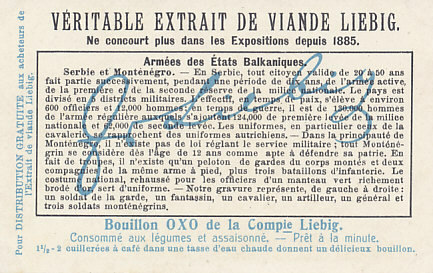 VÉRITABLE EXTRAIT DE VIANDE LIEBIG.
Ne concourt plus dans les Expositions depuis 1885.
Armées des États Balkaniques.
Serbie et Monténégro. — En Serbie, tout citoyen valide de 21 à 50 ans
fait partie successivement, pendant une période de dix ans, de l'armée active,
de la première, de la seconde réserve et de la milice territoriale. Le pays est
divisé en 5 districts militaires. L'effectif, en temps de paix, s'élève à environ
600 officiers et 12,000 hommes; en temps de guerre, il est de 130,000 hommes
de l'armée régulière, de 124,000 de première levée de la milice
nationale et 12,000 de seconde levée. Les uniformes, en particulier ceux de la
cavalerie, se rapprochent des uniformes autrichiens. — Dans la principauté de
Monténégro, il n'existe pas de loi réglant le service militaire; tout Monténé-
grin se considère dès l'âge de 12 ans comme apte à défendre sa patrie. En
fait de troupes, il n'existe qu'un peloton de gardes du corps montés et deux
compagnies de la même arme à pied, plus trois bataillons d'infanterie. Le
costume national, rehaussé pour les officiers d'un manteau vert richement
brodé d'or, sert d'uniforme. — Notre gravure représente, de gauche à droite:
un soldat de la garde, un fantassin, un cavalier, un artilleur, un général et
trois soldats monténégrins.
Goulaschiz
Bouillon OXO de la Compie Liebig.
Consommé aux légumes et assaisonné. — Prêt à la minute.
1½ - 2 cuillerées à café dans une tasse d'eau chaude donnent un délicieux bouillon.
Pour DISTRIBUTION GRATUITE aux acheteurs de
l'Extrait de Viande Liebig.